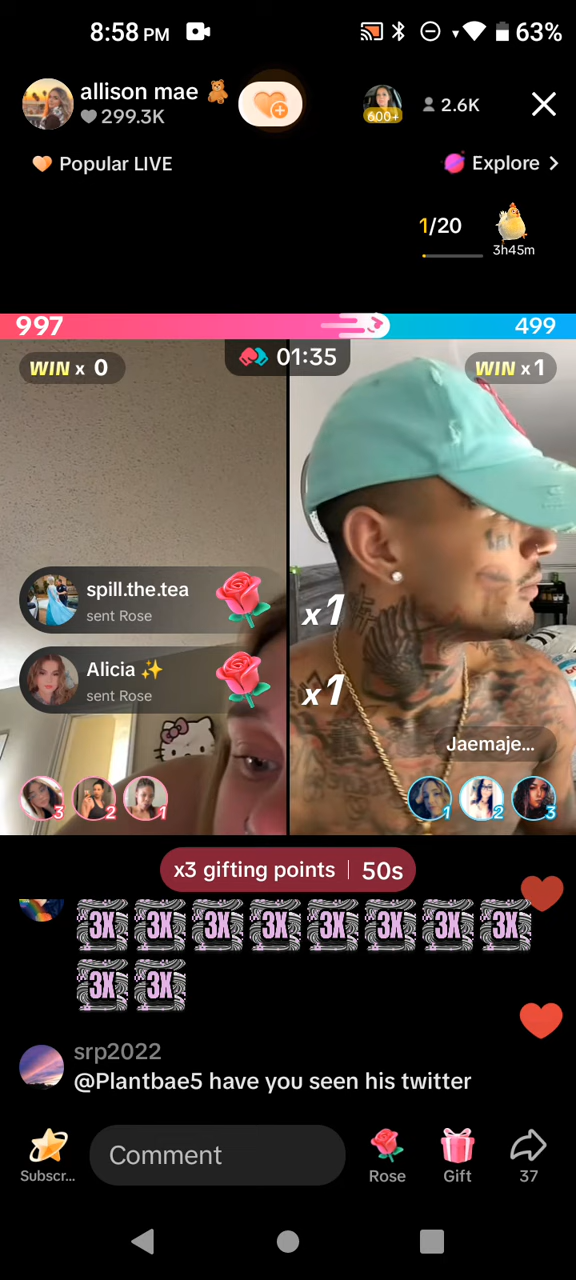 8:58 PM
63%
allison mae
299.3K
600+
2.6K
Popular LIVE
Explore >
1/20
3h45m
997
499
WIN x 0
01:35
WIN x 1
spill.the.tea
sent Rose
x1
Alicia
sent Rose
x1
Jaemaje...
3
2
1
1
2
3
x3 gifting points | 50s
3X 3X 3X 3X 3X 3X 3X 3X
3X 3X
srp2022
@Plantbae5 have you seen his twitter
Subscr...
Comment
Rose
Gift
37